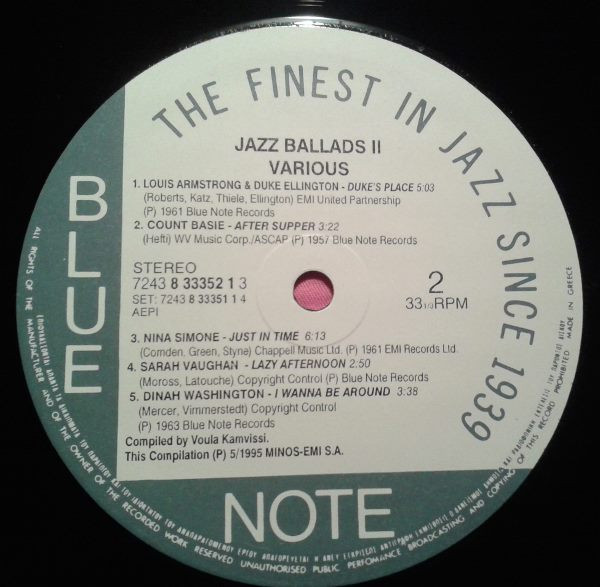 THE FINEST IN JAZZ SINCE 1939
JAZZ BALLADS II
VARIOUS
1. LOUIS ARMSTRONG & DUKE ELLINGTON - DUKE'S PLACE 5:03
(Roberts, Katz, Thiele, Ellington) EMI United Partnership
(P) 1961 Blue Note Records
2. COUNT BASIE - AFTER SUPPER 3:22
(Hefti) WV Music Corp./ASCAP (P) 1957 Blue Note Records
STEREO
7243 8 33352 1 3
SET: 7243 8 33351 1 4
AEPI
2
33 1/3 RPM
3. NINA SIMONE - JUST IN TIME 6:13
(Comden, Green, Styne) Chappell Music Ltd. (P) 1961 EMI Records Ltd.
4. SARAH VAUGHAN - LAZY AFTERNOON 2:50
(Moross, Latouche) Copyright Control (P) Blue Note Records
5. DINAH WASHINGTON - I WANNA BE AROUND 3:38
(Mercer, Vimmerstedt) Copyright Control
(P) 1963 Blue Note Records
Compiled by Voula Kamvissi.
This Compilation (P) 5/1995 MINOS-EMI S.A.
BLUE
NOTE
ALL RIGHTS OF THE MANUFACTURER AND OF THE OWNER OF THE RECORDED WORK RESERVED UNAUTHORISED PUBLIC PERFOMANCE BROADCASTING AND COPYING OF THIS RECORD PROHIBITED MADE IN GREECE